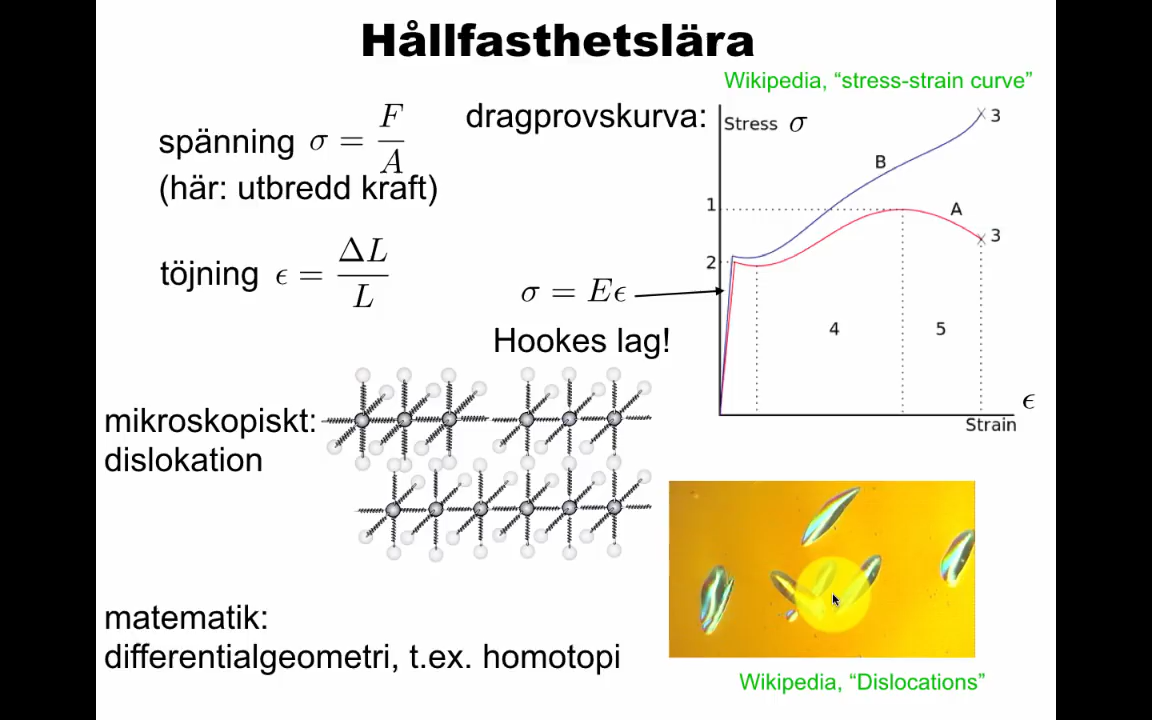 Hållfasthetslära
Wikipedia, “stress-strain curve”
spänning σ = F/A
(här: utbredd kraft)
dragprovskurva:
Stress σ
3
B
1
A
3
2
4
5
ϵ
Strain
töjning ϵ = ΔL/L
σ = Eϵ
Hookes lag!
mikroskopiskt:
dislokation
matematik:
differentialgeometri, t.ex. homotopi
Wikipedia, “Dislocations”